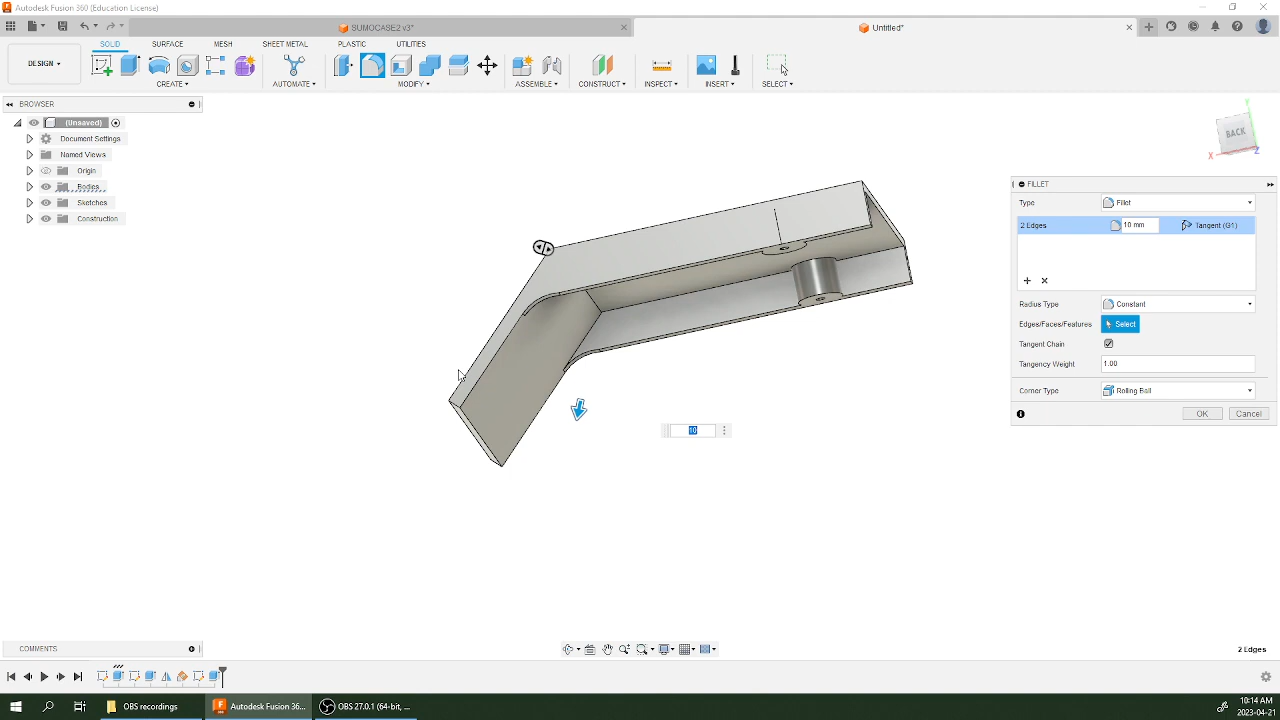 Autodesk Fusion 360 (Education License)
SUMOCASE2 v3*
Untitled*
DESIGN
SOLID SURFACE MESH SHEET METAL PLASTIC UTILITIES
CREATE AUTOMATE MODIFY ASSEMBLE CONSTRUCT INSPECT INSERT SELECT
BROWSER
(Unsaved)
Document Settings
Named Views
Origin
Bodies
Sketches
Construction
BACK
Y
X
Z
FILLET
Type Fillet
2 Edges 10 mm Tangent (G1)
Radius Type Constant
Edges/Faces/Features Select
Tangent Chain
Tangency Weight 1.00
Corner Type Rolling Ball
OK Cancel
10
COMMENTS
2 Edges
OBS recordings
Autodesk Fusion 36...
OBS 27.0.1 (64-bit, ...
10:14 AM
2023-04-21